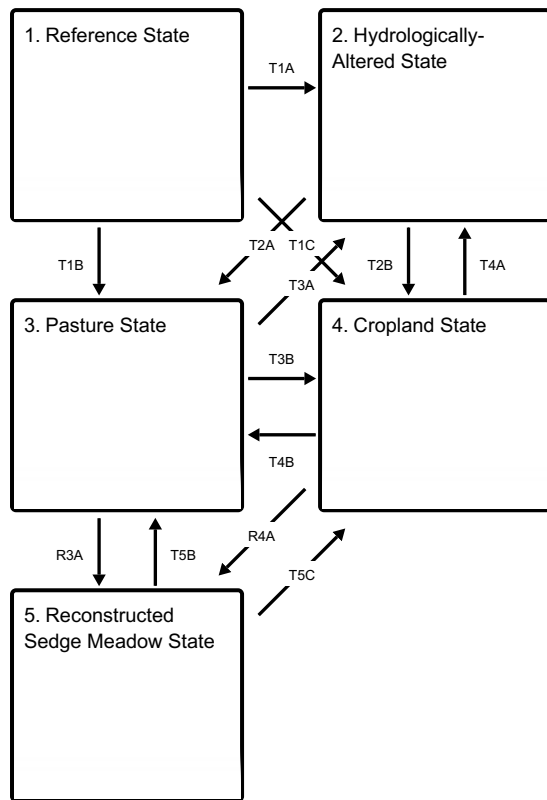 1. Reference State
2. Hydrologically-
Altered State
T1A
T1B
T2A
T1C
T3A
T2B
T4A
3. Pasture State
4. Cropland State
T3B
T4B
R3A
T5B
R4A
T5C
5. Reconstructed
Sedge Meadow State